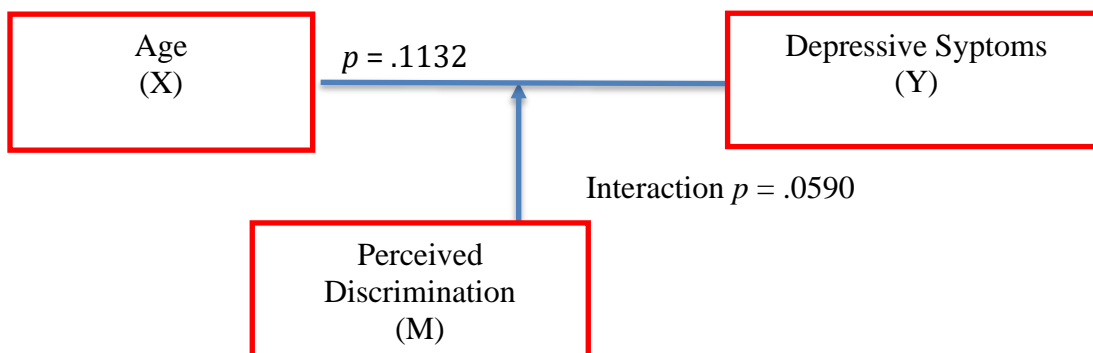 Age
(X)
p = .1132
Depressive Syptoms
(Y)
Interaction p = .0590
Perceived
Discrimination
(M)